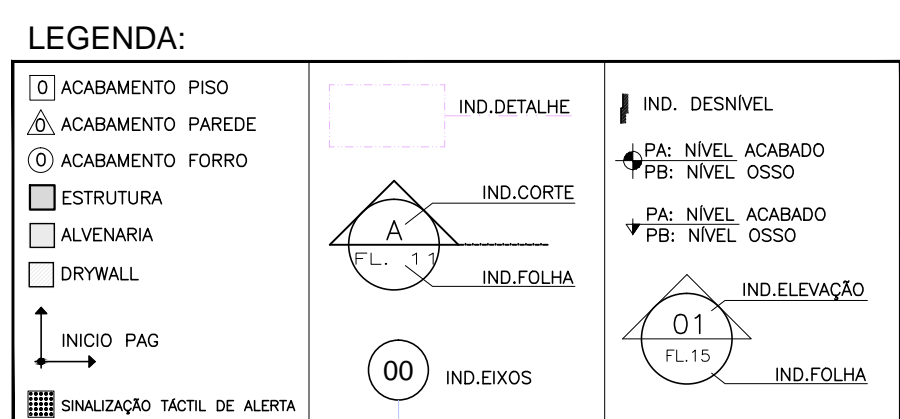 LEGENDA:
0 ACABAMENTO PISO
0 ACABAMENTO PAREDE
0 ACABAMENTO FORRO
ESTRUTURA
ALVENARIA
DRYWALL
INICIO PAG
SINALIZAÇÃO TÁCTIL DE ALERTA
IND.DETALHE
IND.CORTE
A
FL. 11
IND.FOLHA
00
IND.EIXOS
IND. DESNÍVEL
PA: NÍVEL ACABADO
PB: NÍVEL OSSO
PA: NÍVEL ACABADO
PB: NÍVEL OSSO
IND.ELEVAÇÃO
01
FL.15
IND.FOLHA